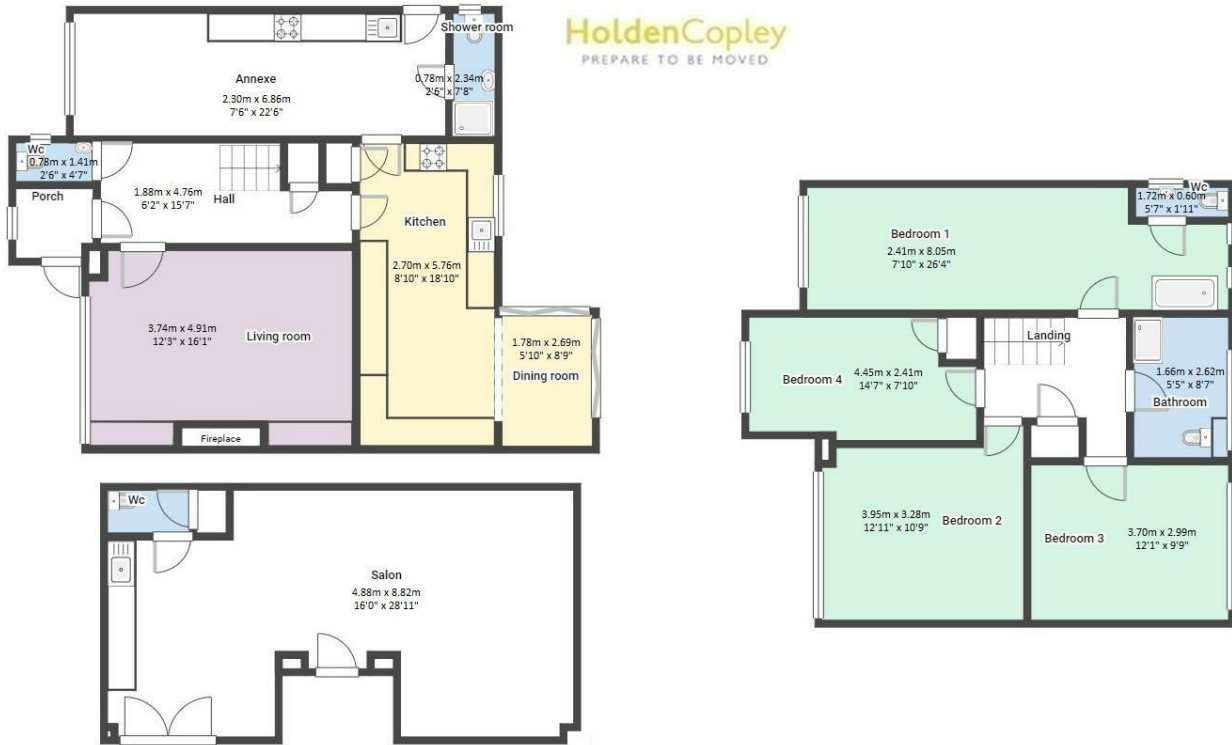 HoldenCopley
PREPARE TO BE MOVED
Shower room
0.78m x 2.34m
2'6" x 7'8"
Annexe
2.30m x 6.86m
7'6" x 22'6"
Wc
0.78m x 1.41m
2'6" x 4'7"
Porch
1.88m x 4.76m
6'2" x 15'7"
Hall
Kitchen
2.70m x 5.76m
8'10" x 18'10"
3.74m x 4.91m
12'3" x 16'1"
Living room
1.78m x 2.69m
5'10" x 8'9"
Dining room
Fireplace
Wc
Salon
4.88m x 8.82m
16'0" x 28'11"
Wc
1.72m x 0.60m
5'7" x 1'11"
Bedroom 1
2.41m x 8.05m
7'10" x 26'4"
Landing
Bedroom 4
4.45m x 2.41m
14'7" x 7'10"
1.66m x 2.62m
5'5" x 8'7"
Bathroom
3.95m x 3.28m
12'11" x 10'9"
Bedroom 2
Bedroom 3
3.70m x 2.99m
12'1" x 9'9"